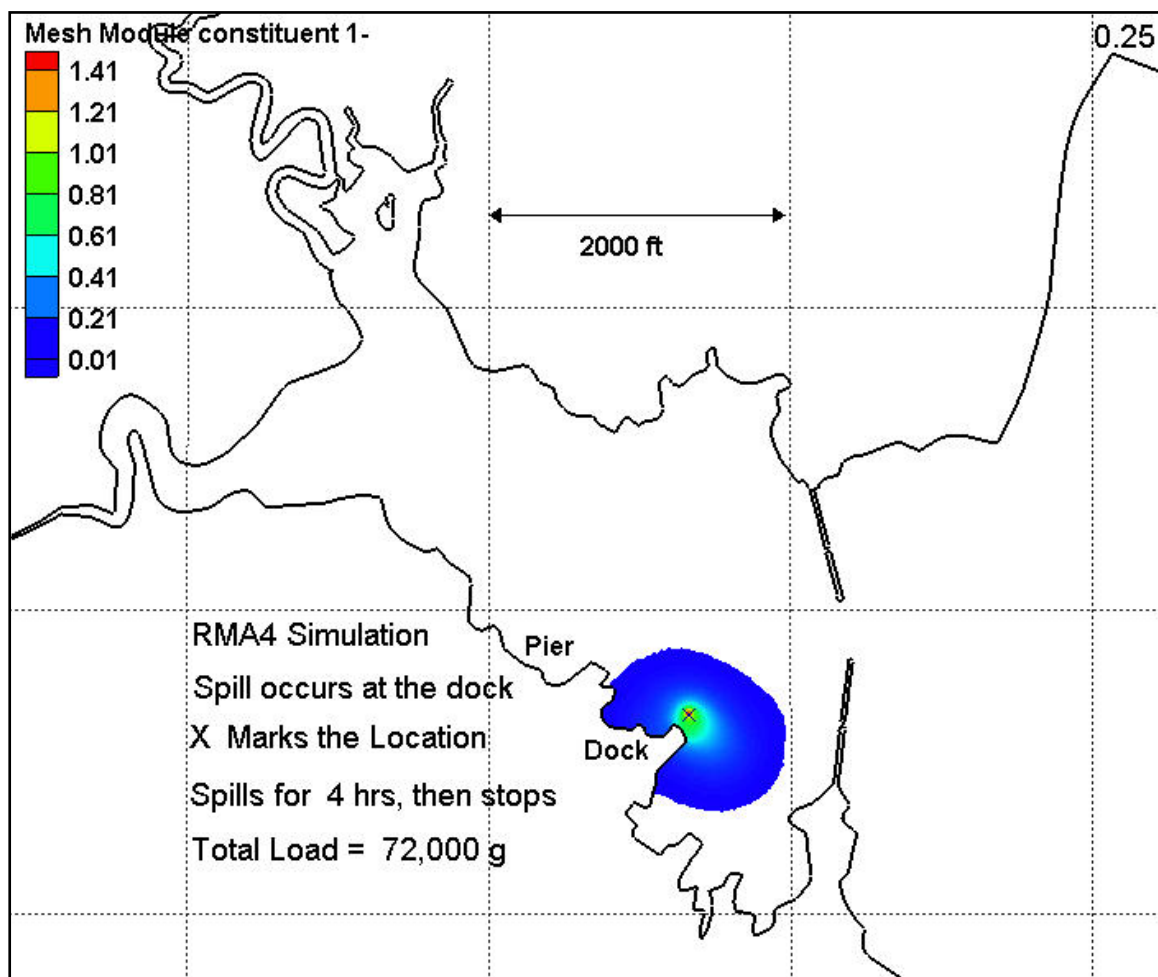 Mesh Module constituent 1-
0.25
1.41
1.21
1.01
0.81
0.61
0.41
0.21
0.01
2000 ft
RMA4 Simulation
Pier
Spill occurs at the dock
X Marks the Location
Dock
Spills for 4 hrs, then stops
Total Load = 72,000 g